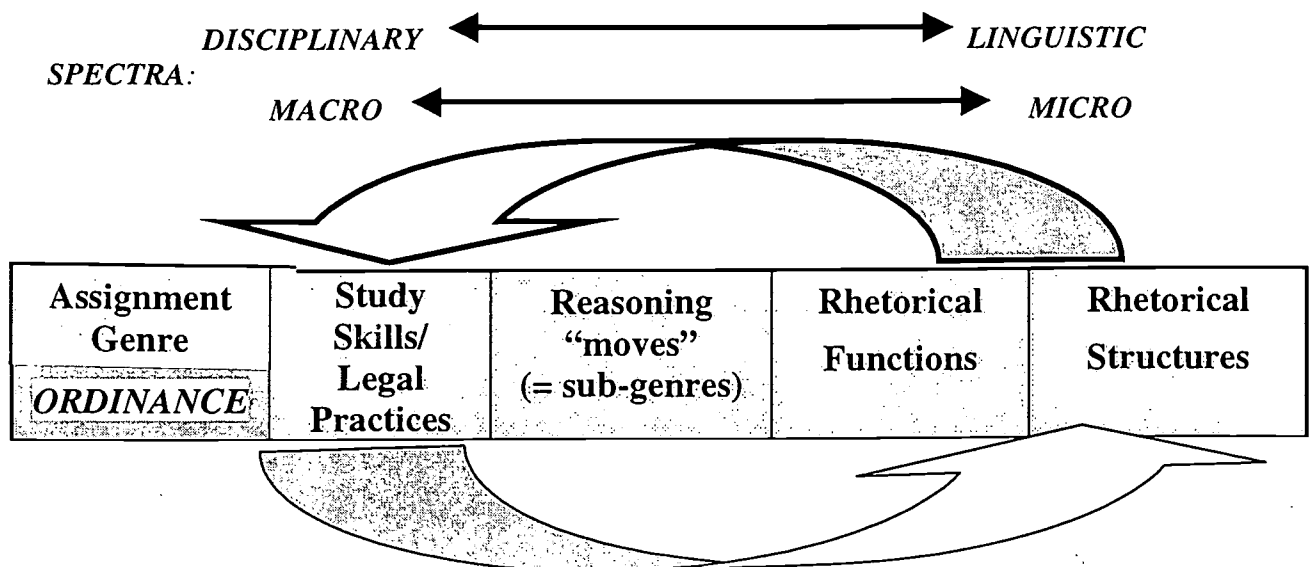 DISCIPLINARY LINGUISTIC
SPECTRA:
MACRO MICRO
Assignment
Genre
ORDINANCE
Study
Skills/
Legal
Practices
Reasoning
“moves”
(= sub-genres)
Rhetorical
Functions
Rhetorical
Structures